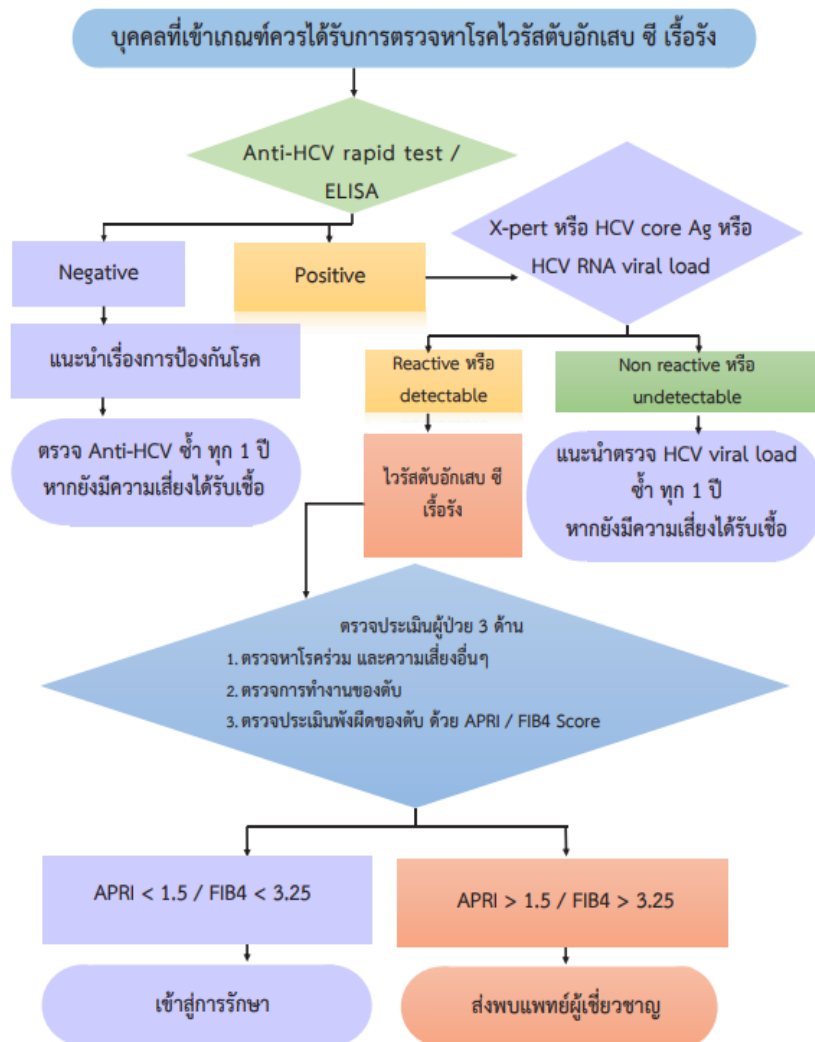 บุคคลที่เข้าเกณฑ์ควรได้รับการตรวจหาโรคไวรัสตับอักเสบ ซี เรื้อรัง
Anti-HCV rapid test /
ELISA
X-pert หรือ HCV core Ag หรือ
HCV RNA viral load
Negative
Positive
แนะนำเรื่องการป้องกันโรค
Reactive หรือ
detectable
Non reactive หรือ
undetectable
ตรวจ Anti-HCV ซ้ำ ทุก 1 ปี
หากยังมีความเสี่ยงได้รับเชื้อ
ไวรัสตับอักเสบ ซี
เรื้อรัง
แนะนำตรวจ HCV viral load
ซ้ำ ทุก 1 ปี
หากยังมีความเสี่ยงได้รับเชื้อ
ตรวจประเมินผู้ป่วย 3 ด้าน
1. ตรวจหาโรคร่วม และความเสี่ยงอื่นๆ
2. ตรวจการทำงานของตับ
3. ตรวจประเมินพังผืดของตับ ด้วย APRI / FIB4 Score
APRI < 1.5 / FIB4 < 3.25
APRI > 1.5 / FIB4 > 3.25
เข้าสู่การรักษา
ส่งพบแพทย์ผู้เชี่ยวชาญ